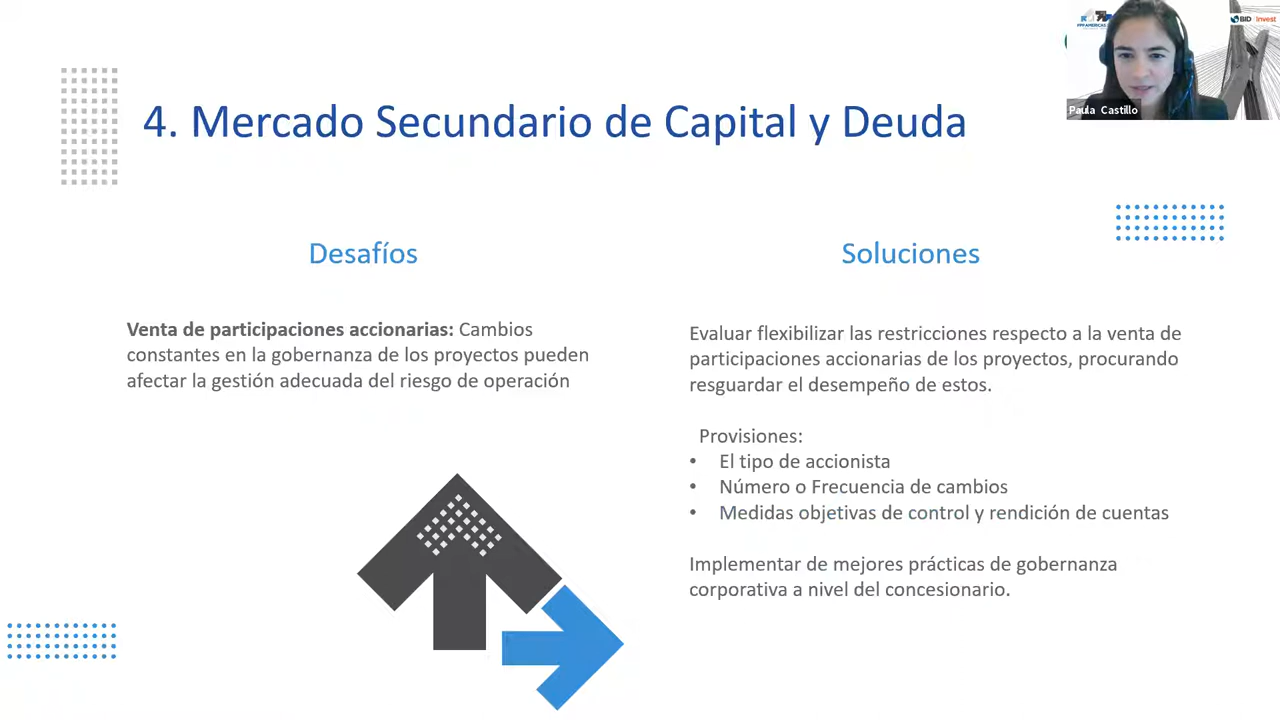 4. Mercado Secundario de Capital y Deuda
PPPAMERICAS
BID Invest
Paula Castillo
Desafíos
Venta de participaciones accionarias: Cambios
constantes en la gobernanza de los proyectos pueden
afectar la gestión adecuada del riesgo de operación
Soluciones
Evaluar flexibilizar las restricciones respecto a la venta de
participaciones accionarias de los proyectos, procurando
resguardar el desempeño de estos.
Provisiones:
• El tipo de accionista
• Número o Frecuencia de cambios
• Medidas objetivas de control y rendición de cuentas
Implementar de mejores prácticas de gobernanza
corporativa a nivel del concesionario.